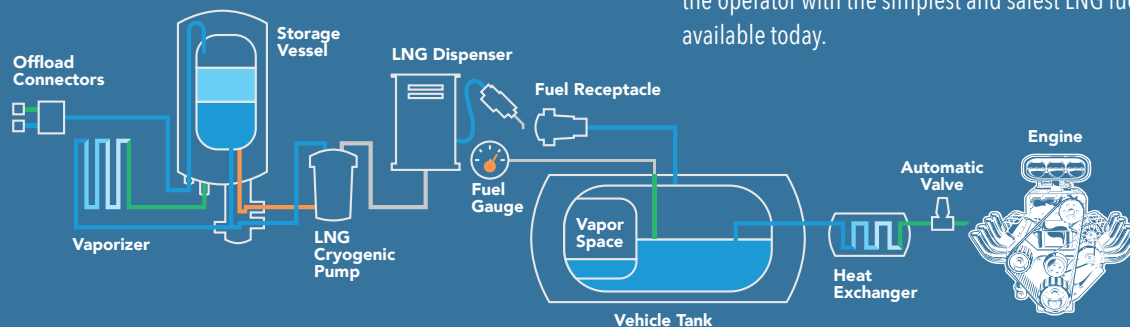 the operator with the simplest and safest LNG
available today.
Storage
Vessel
Offload
Connectors
LNG Dispenser
Fuel Receptacle
Fuel
Gauge
Vaporizer
LNG
Cryogenic
Pump
Vapor
Space
Vehicle Tank
Heat
Exchanger
Automatic
Valve
Engine